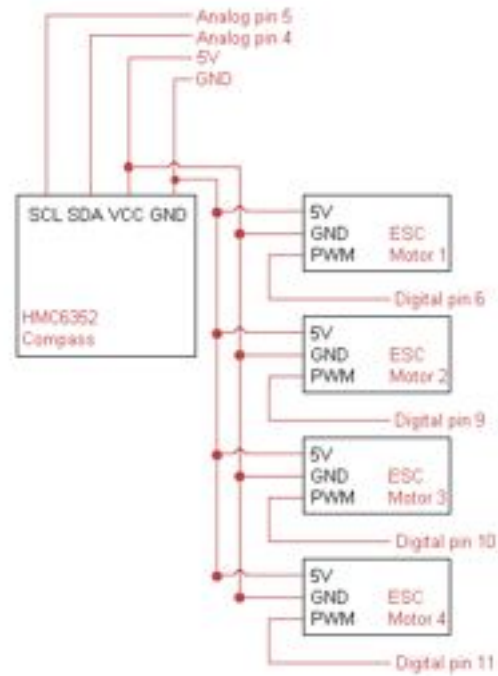 Analog pin 5
Analog pin 4
5V
GND
SCL SDA VCC GND
HMC6352
Compass
5V
GND ESC
PWM Motor 1
Digital pin 6
5V
GND ESC
PWM Motor 2
Digital pin 9
5V
GND ESC
PWM Motor 3
Digital pin 10
5V
GND ESC
PWM Motor 4
Digital pin 11